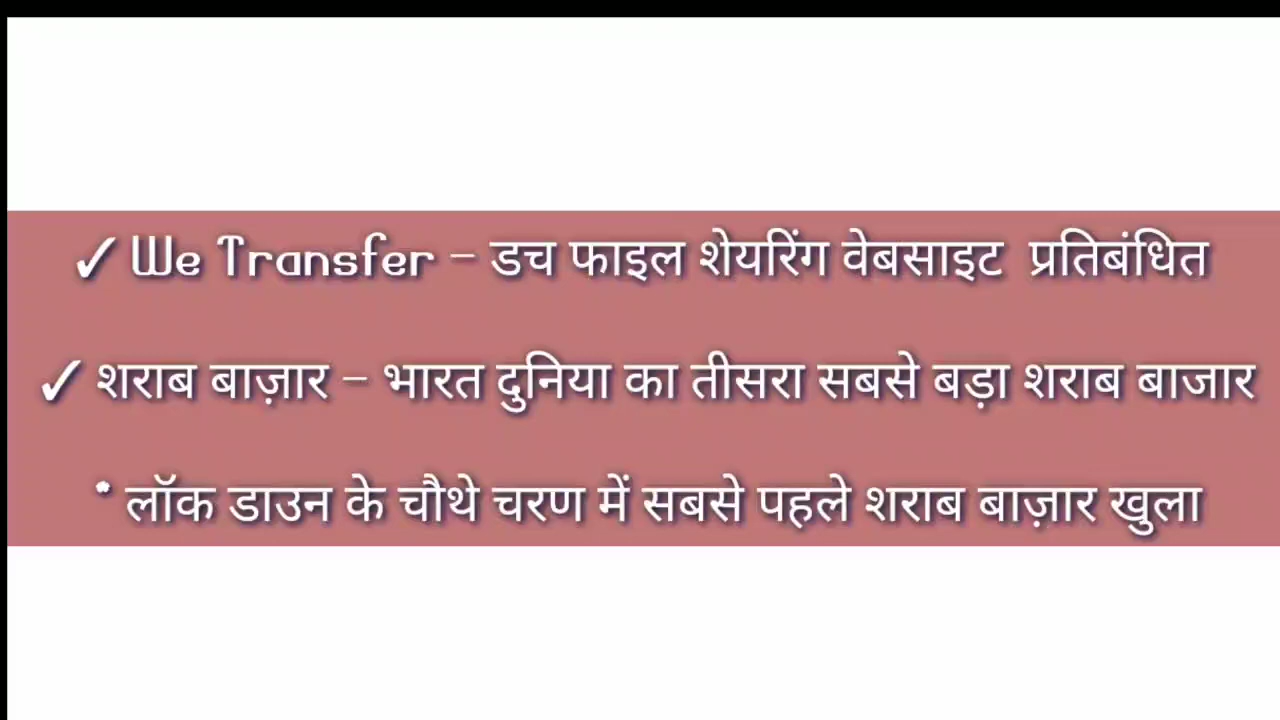 ✓ We Transfer – डच फाइल शेयरिंग वेबसाइट प्रतिबंधित
✓ शराब बाज़ार – भारत दुनिया का तीसरा सबसे बड़ा शराब बाजार
• लॉक डाउन के चौथे चरण में सबसे पहले शराब बाज़ार खुला